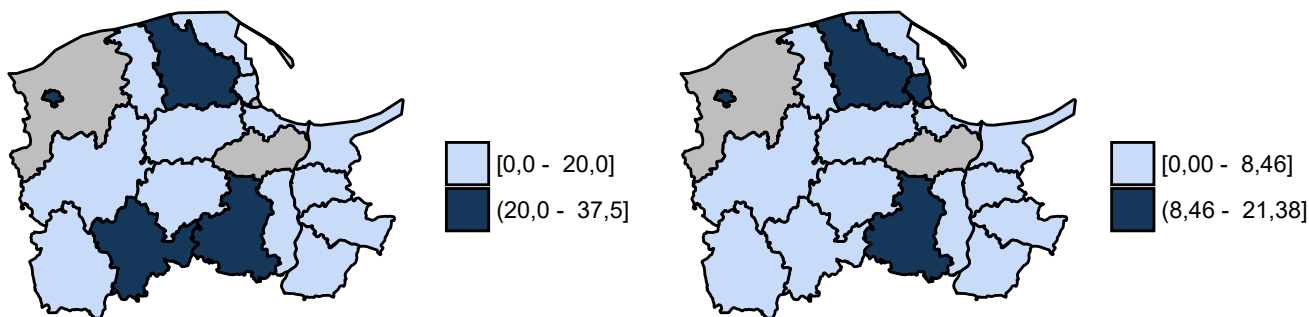 [0,0 - 20,0]
(20,0 - 37,5]
[0,00 - 8,46]
(8,46 - 21,38]